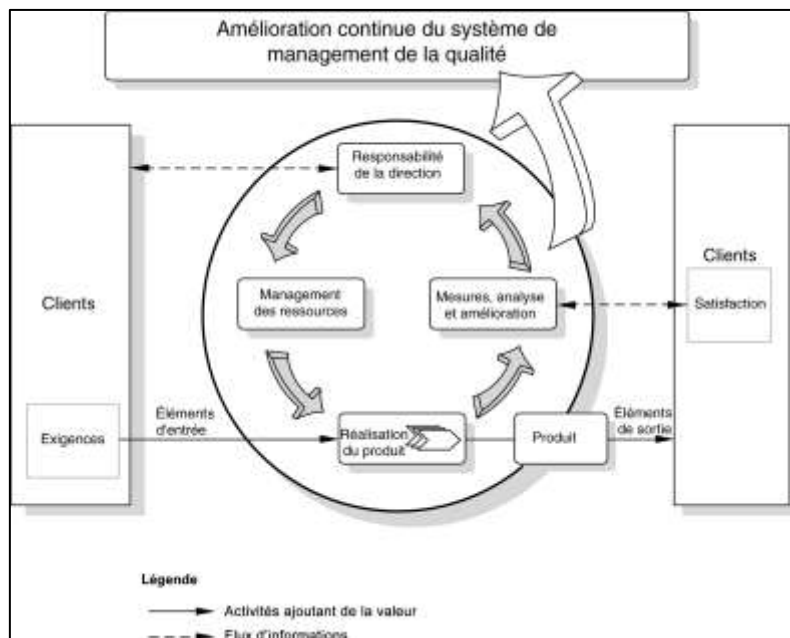 Amélioration continue du système de
management de la qualité
Responsabilité
de la direction
Clients
Clients
Management
des ressources
Mesures, analyse
et amélioration
Satisfaction
Exigences
Éléments
d'entrée
Réalisation
du produit
Produit
Éléments
de sortie
Légende
Activités ajoutant de la valeur
Flux d'informations